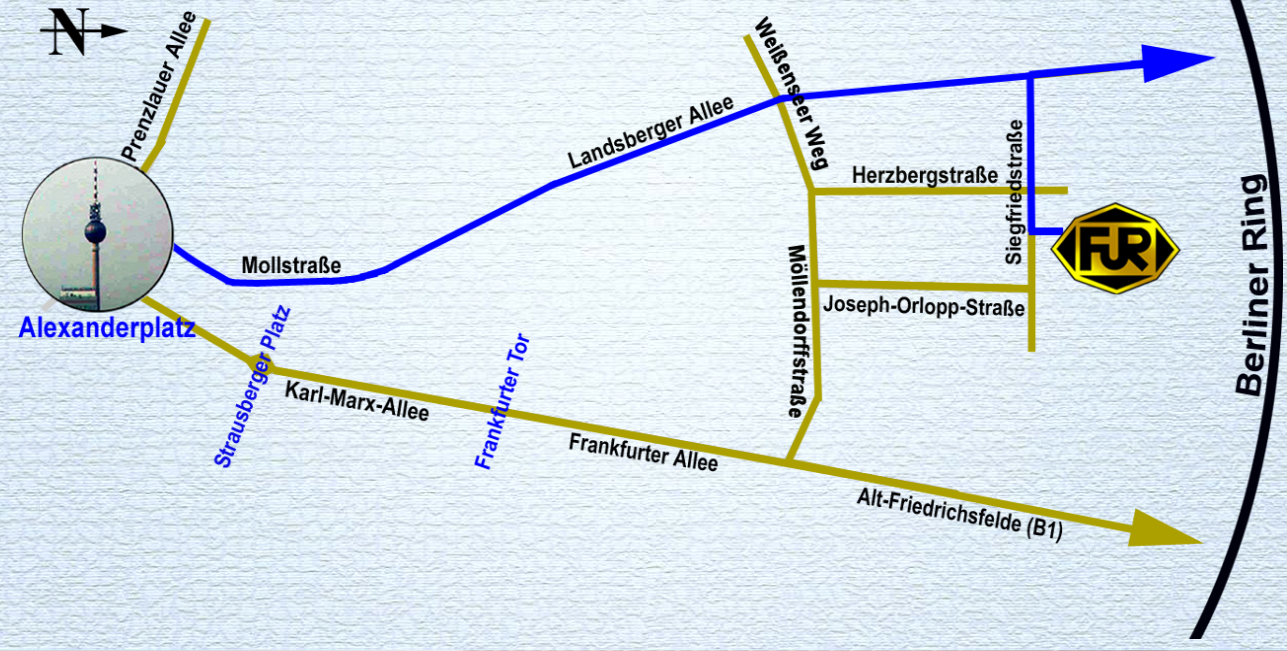 N
Prenzlauer Allee
Weißenseer Weg
Landsberger Allee
Herzbergstraße
Siegfriedstraße
FUR
Berliner Ring
Mollstraße
Möllendorffstraße
Joseph-Orlopp-Straße
Alexanderplatz
Strausberger Platz
Karl-Marx-Allee
Frankfurter Tor
Frankfurter Allee
Alt-Friedrichsfelde (B1)